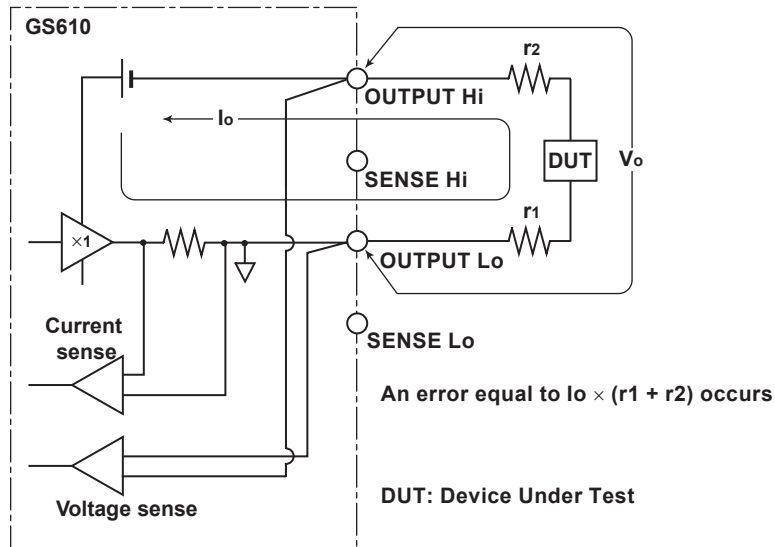 GS610
r2
OUTPUT Hi
Io
DUT
Vo
SENSE Hi
×1
r1
OUTPUT Lo
Current
sense
SENSE Lo
An error equal to Io × (r1 + r2) occurs
Voltage sense
DUT: Device Under Test